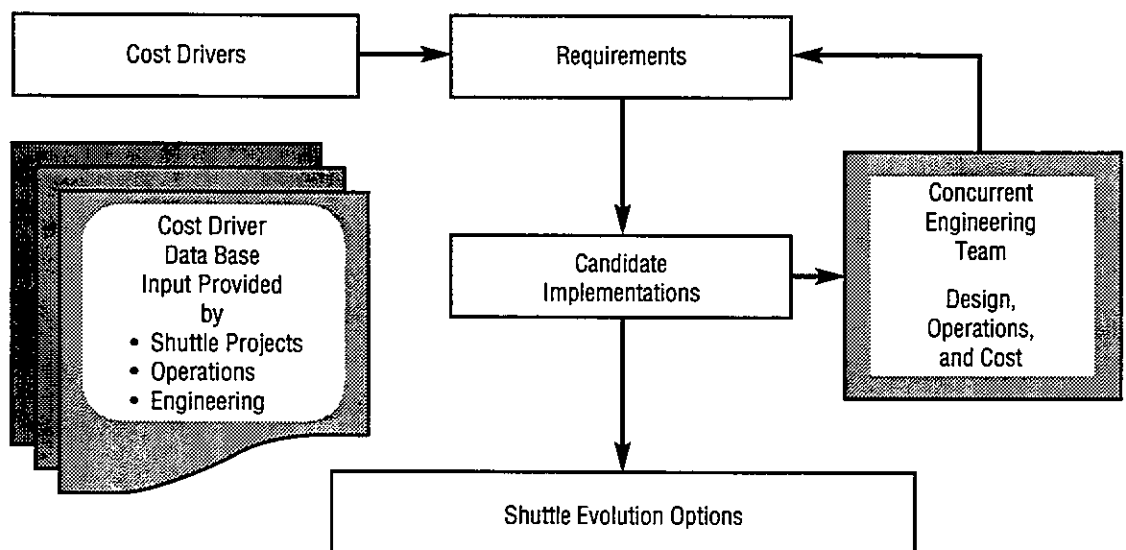 Cost Drivers
Requirements
Cost Driver
Data Base
Input Provided
by
• Shuttle Projects
• Operations
• Engineering
Candidate
Implementations
Concurrent
Engineering
Team
Design,
Operations,
and Cost
Shuttle Evolution Options